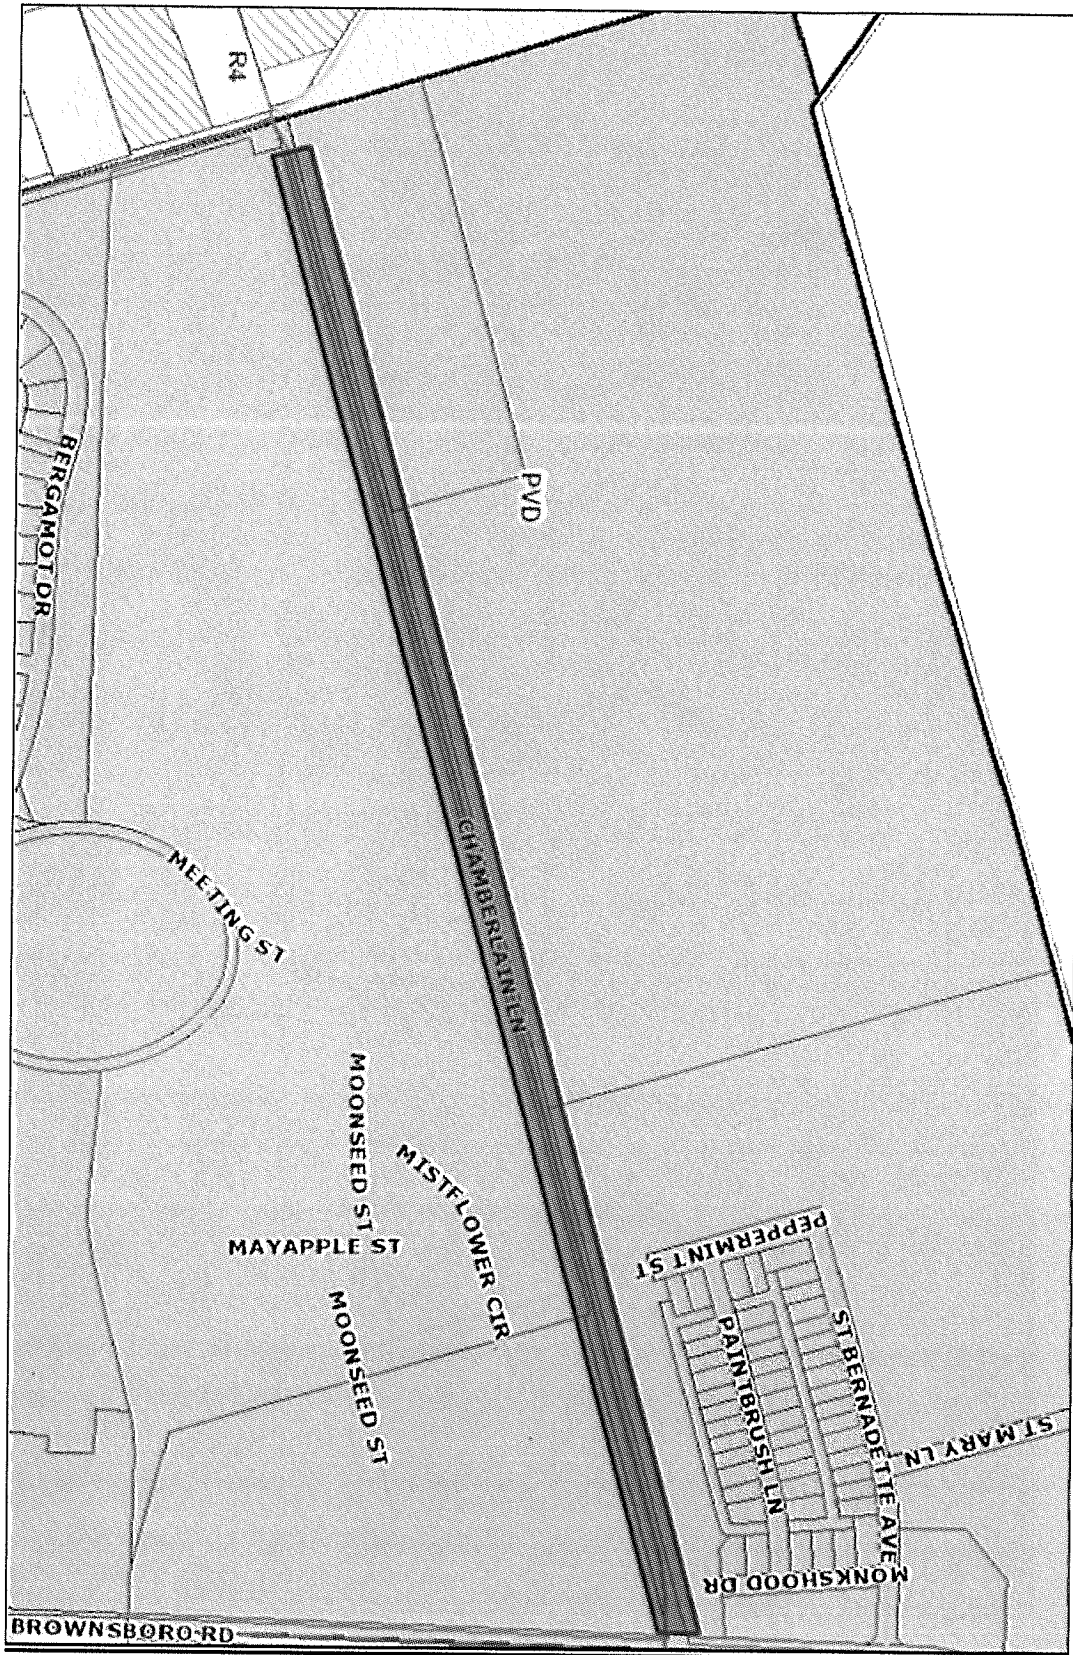 R4
PVD
BERGAMOT DR
CHAMBERLAIN LN
MEETING ST
MOONSEED ST
MISTFLOWER CIR
MAYAPPLE ST
PEPPERMINT ST
MOONSEED ST
PAINTBRUSH LN
ST BERNADETTE AVE
ST MARY LN
MONKSHOOD DR
BROWNSBORO RD